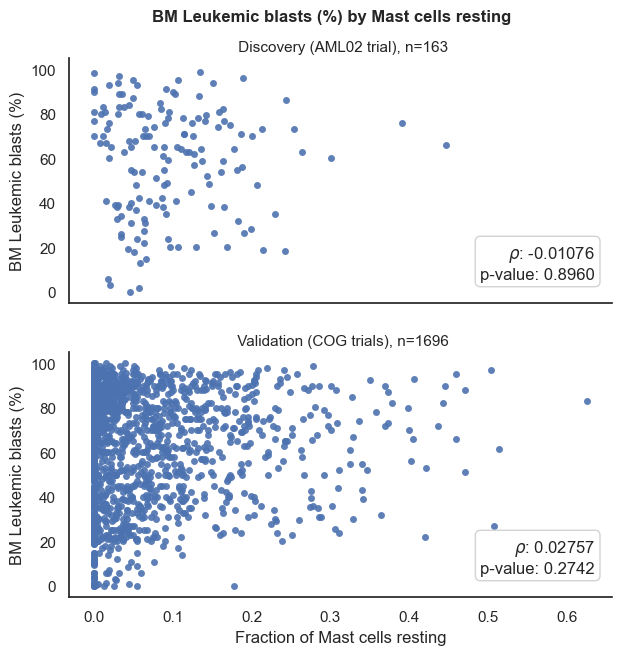 BM Leukemic blasts (%) by Mast cells resting
Discovery (AML02 trial), n=163
BM Leukemic blasts (%)
100
80
60
40
20
0
ρ: -0.01076
p-value: 0.8960
Validation (COG trials), n=1696
BM Leukemic blasts (%)
100
80
60
40
20
0
ρ: 0.02757
p-value: 0.2742
0.0 0.1 0.2 0.3 0.4 0.5 0.6
Fraction of Mast cells resting